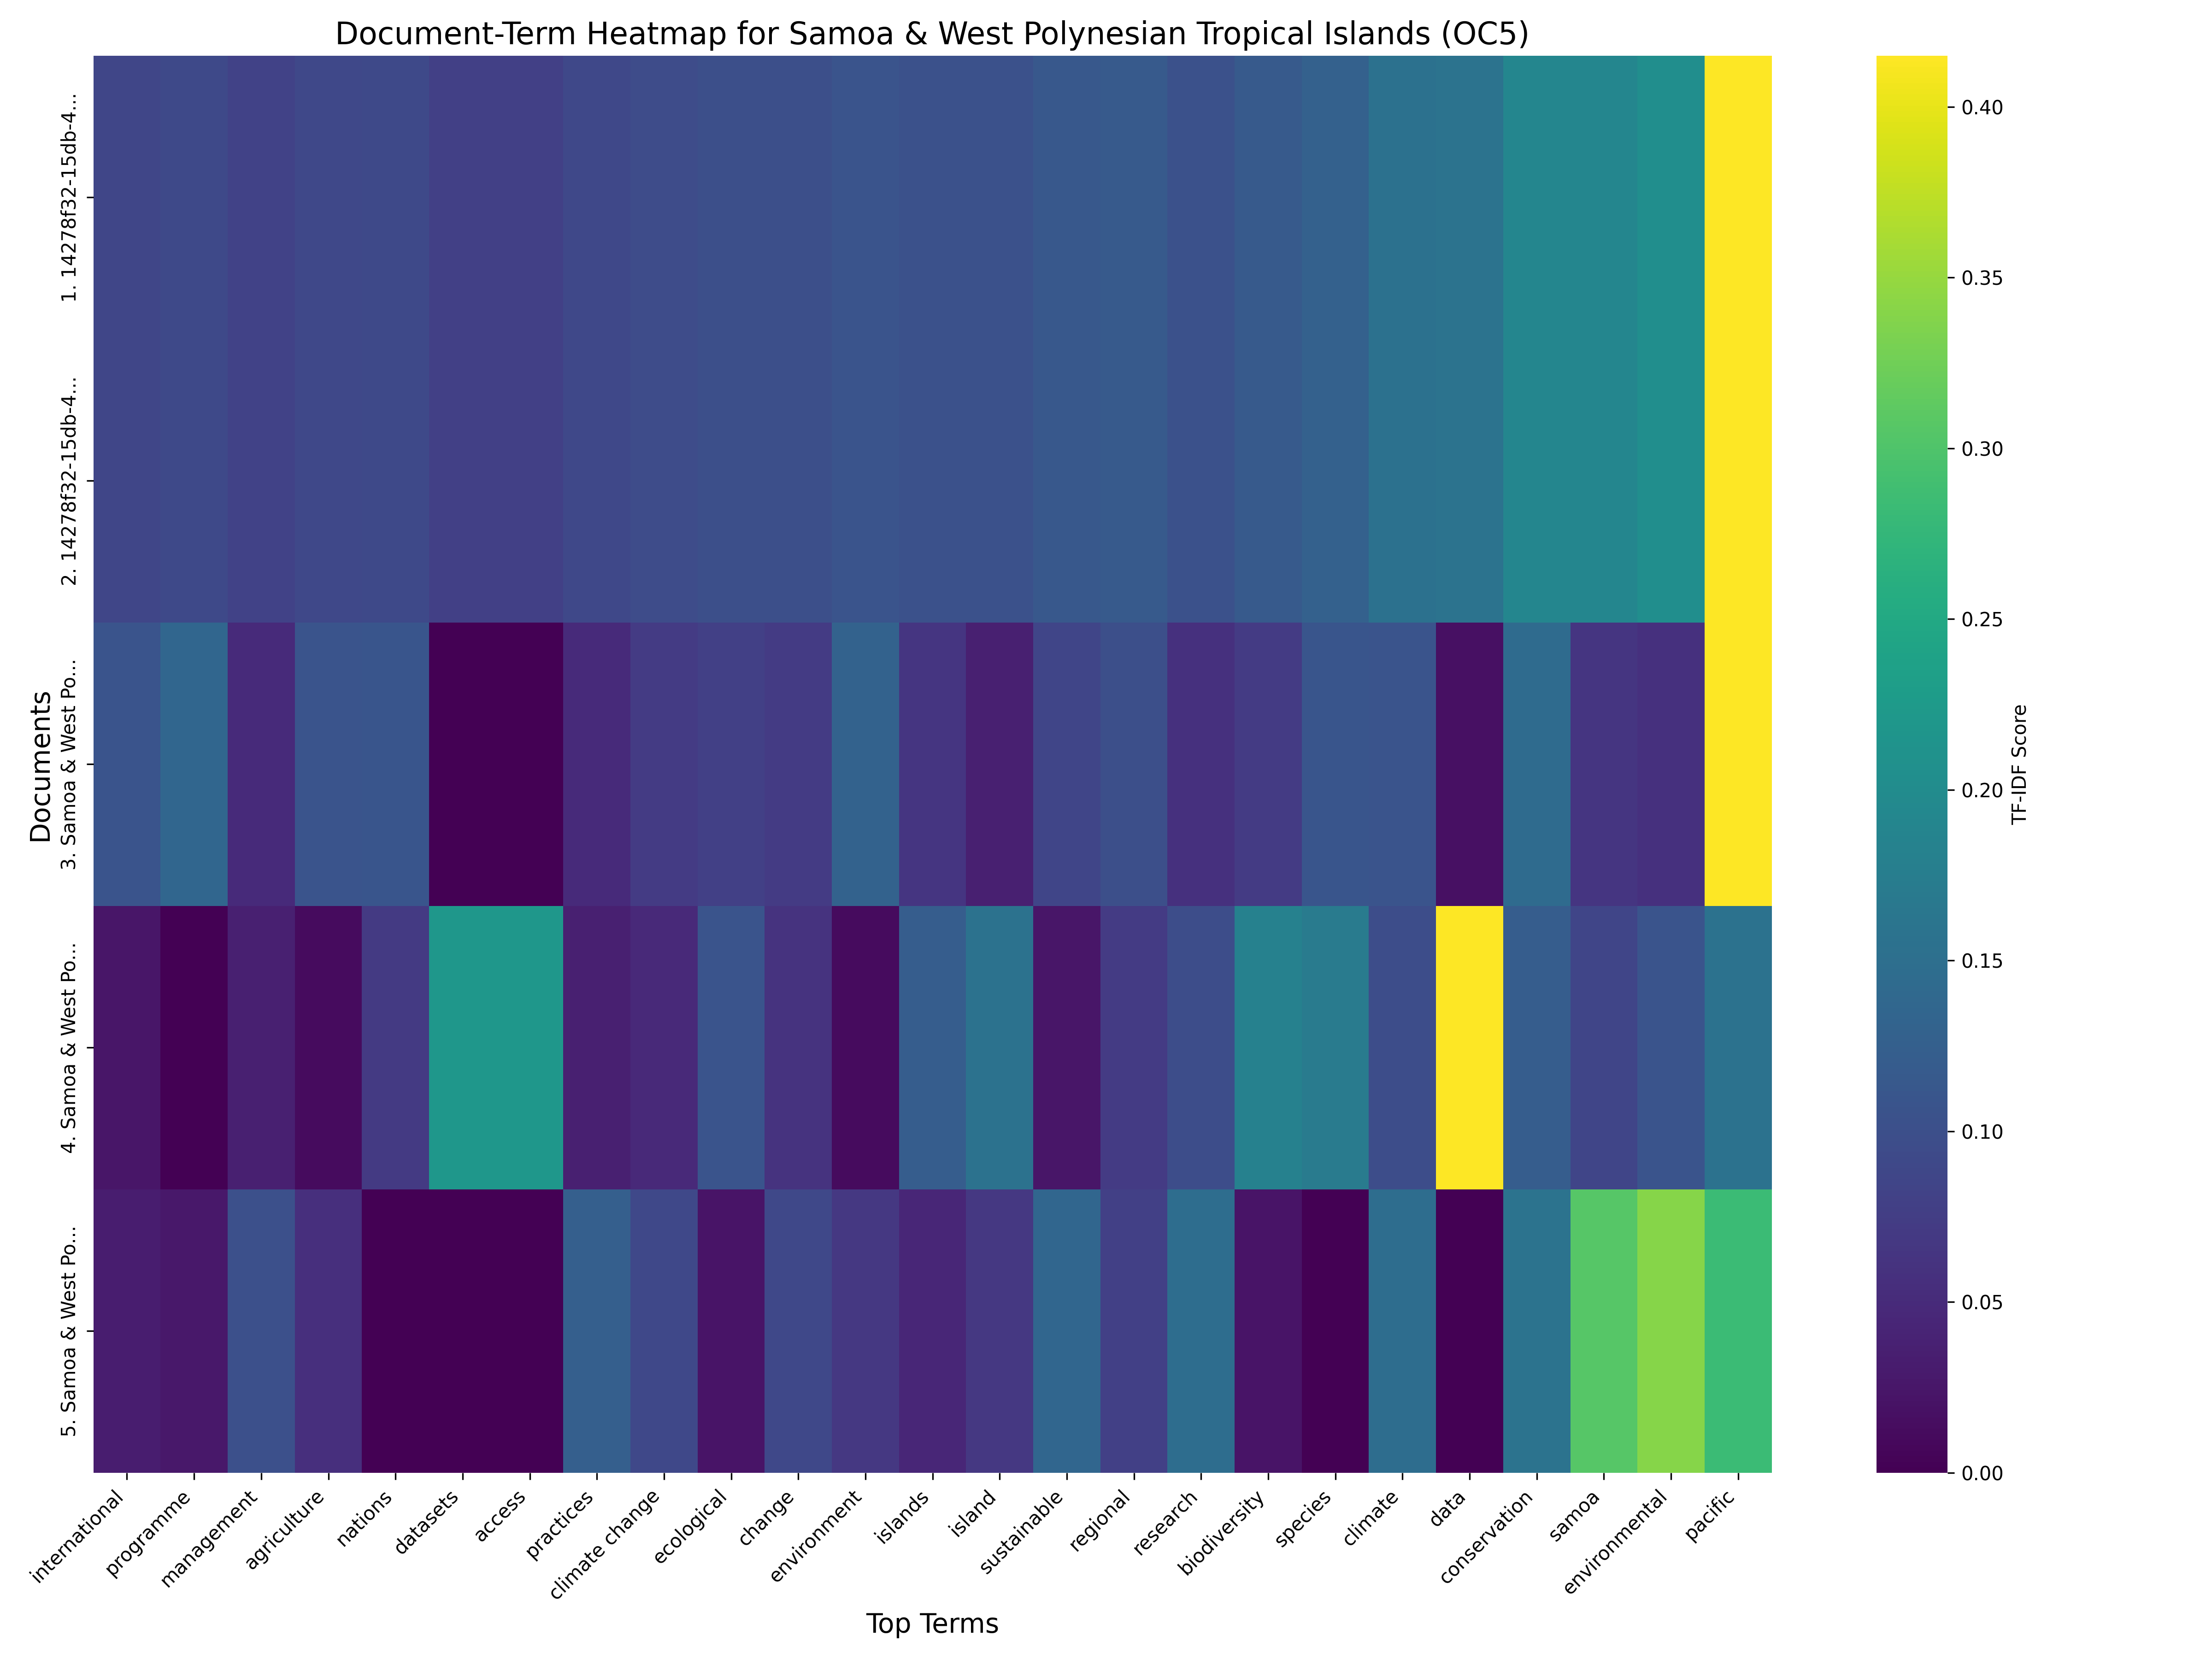 Document-Term Heatmap for Samoa & West Polynesian Tropical Islands (OC5)
Documents
1. 14278f32-15db-4...
2. 14278f32-15db-4...
3. Samoa & West Po...
4. Samoa & West Po...
5. Samoa & West Po...
international
programme
management
agriculture
nations
datasets
access
practices
climate change
ecological
change
environment
islands
island
sustainable
regional
research
biodiversity
species
climate
data
conservation
samoa
environmental
pacific
Top Terms
0.40
0.35
0.30
0.25
0.20
0.15
0.10
0.05
0.00
TF-IDF Score